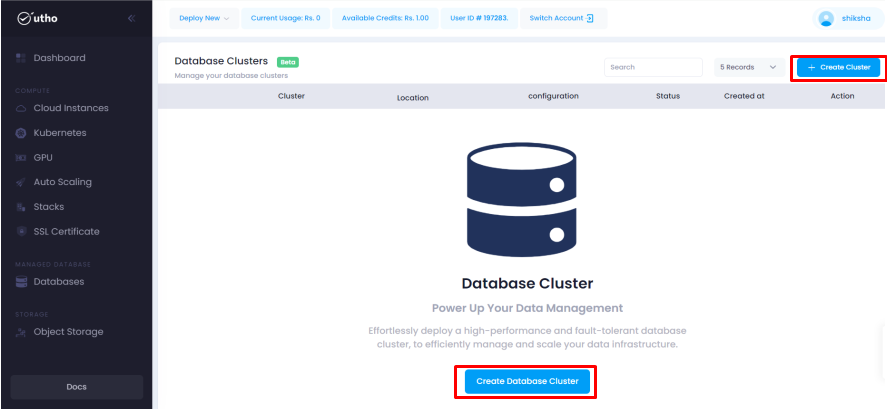 utho
Deploy New
Current Usage: Rs. 0
Available Credits: Rs. 1.00
User ID # 197283.
Switch Account
shiksha
Dashboard
COMPUTE
Cloud Instances
Kubernetes
GPU
Auto Scaling
Stacks
SSL Certificate
MANAGED DATABASE
Databases
STORAGE
Object Storage
Docs
Database Clusters Beta
Manage your database clusters
Search
5 Records
+ Create Cluster
Cluster Location configuration Status Created at Action
Database Cluster
Power Up Your Data Management
Effortlessly deploy a high-performance and fault-tolerant database
cluster, to efficiently manage and scale your data infrastructure.
Create Database Cluster